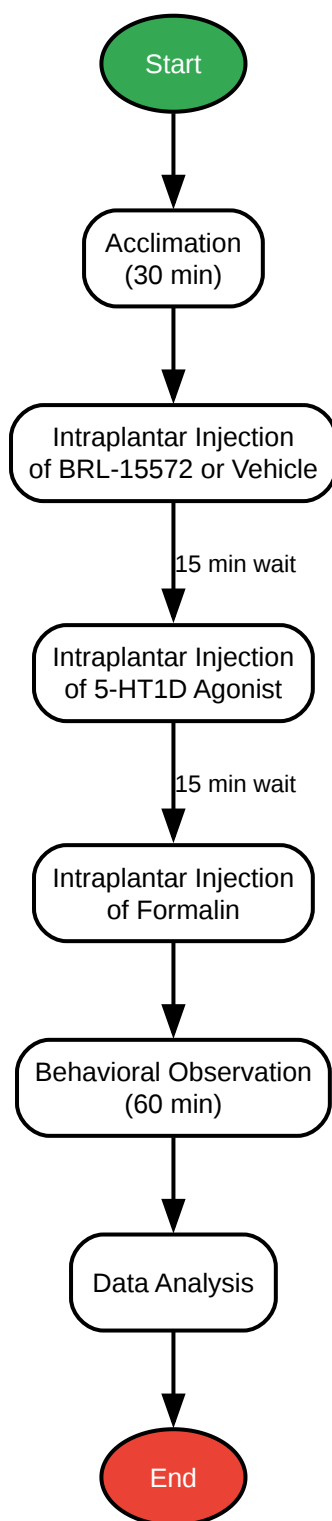 Start
Acclimation
(30 min)
Intraplantar Injection
of BRL-15572 or Vehicle
15 min wait
Intraplantar Injection
of 5-HT1D Agonist
15 min wait
Intraplantar Injection
of Formalin
Behavioral Observation
(60 min)
Data Analysis
End